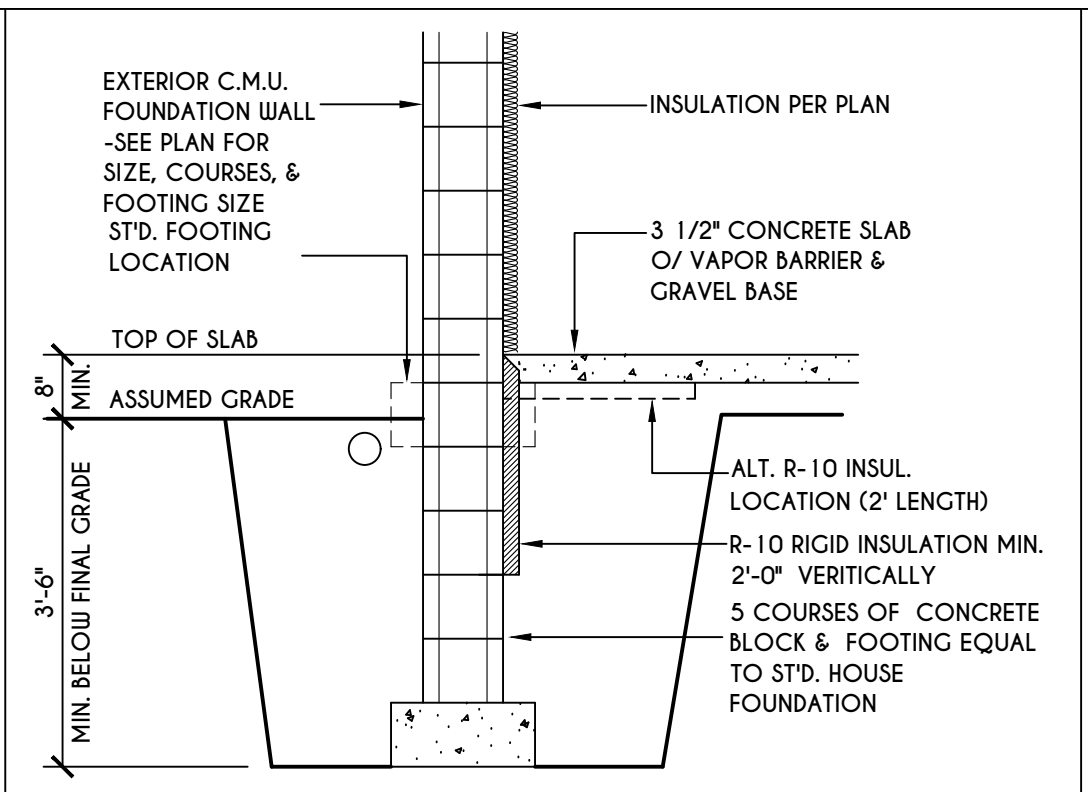 EXTERIOR C.M.U.
FOUNDATION WALL
-SEE PLAN FOR
SIZE, COURSES, &
FOOTING SIZE
ST'D. FOOTING
LOCATION
INSULATION PER PLAN
3 1/2" CONCRETE SLAB
O/ VAPOR BARRIER &
GRAVEL BASE
TOP OF SLAB
8"
MIN.
ASSUMED GRADE
3'-6"
MIN. BELOW FINAL GRADE
ALT. R-10 INSUL.
LOCATION (2' LENGTH)
R-10 RIGID INSULATION MIN.
2'-0" VERITICALLY
5 COURSES OF CONCRETE
BLOCK & FOOTING EQUAL
TO ST'D. HOUSE
FOUNDATION